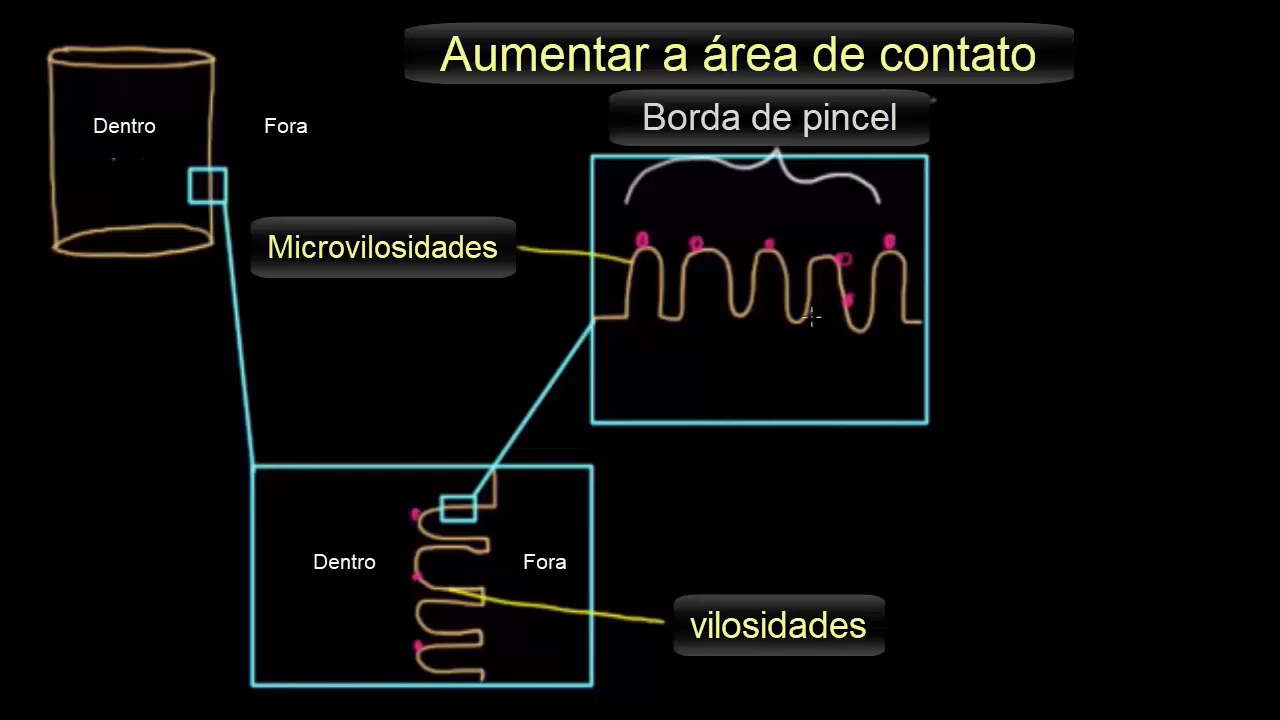 Aumentar a área de contato
Borda de pincel
Dentro
Fora
Microvilosidades
Dentro
Fora
vilosidades